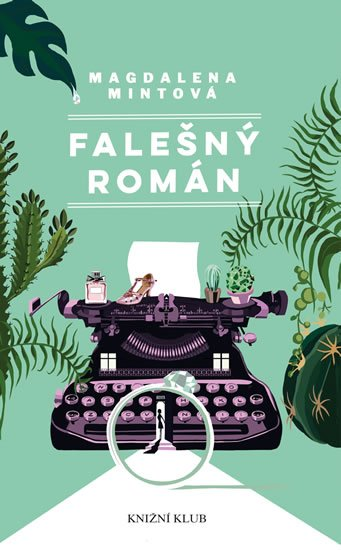 MAGDALENA
MINTOVÁ
FALEŠNÝ
ROMÁN
KNIŽNÍ KLUB